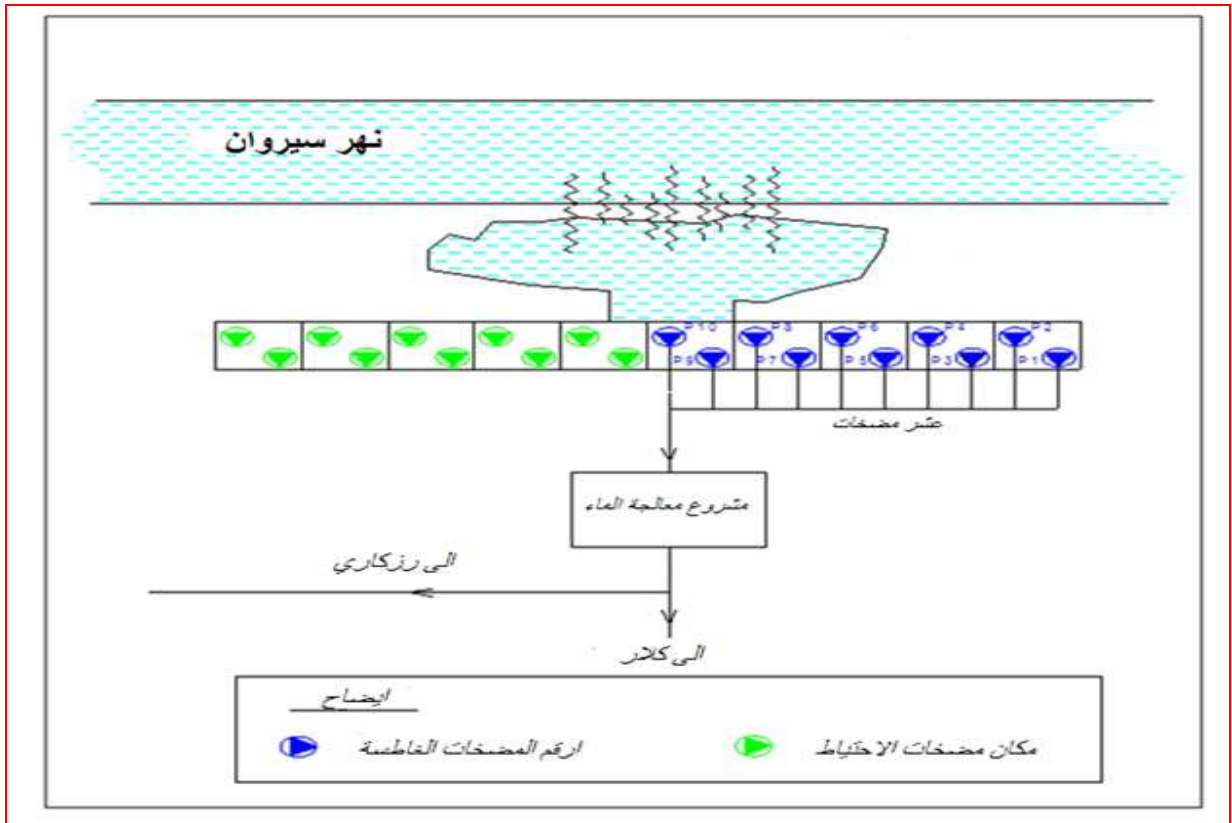 نهر سيروان
P10 P8 P6 P4 P2
P9 P7 P5 P3 P1
عشر مضخات
مشروع معالجة الماء
الى رزكاري
الى كلار
ايضاح
ارقم المضخات الغاطسة
مكان مضخات الاحتياط